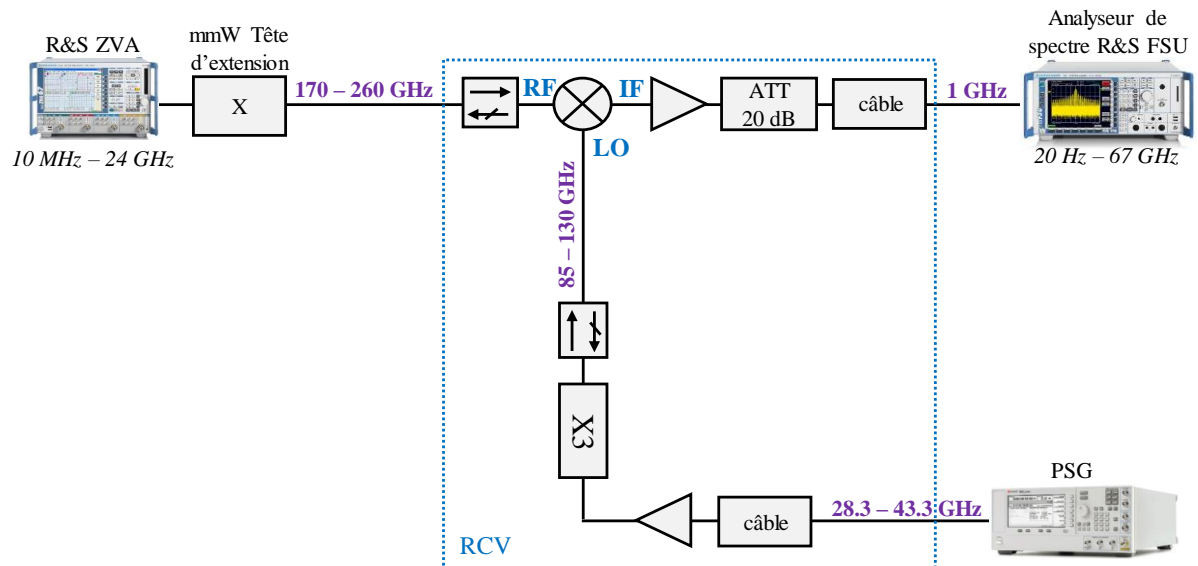 R&S ZVA
10 MHz – 24 GHz
mmW Tête
d’extension
X
170 – 260 GHz
RF
IF
LO
ATT
20 dB
câble
1 GHz
Analyseur de
spectre R&S FSU
20 Hz – 67 GHz
85 – 130 GHz
X3
câble
28.3 – 43.3 GHz
PSG
RCV